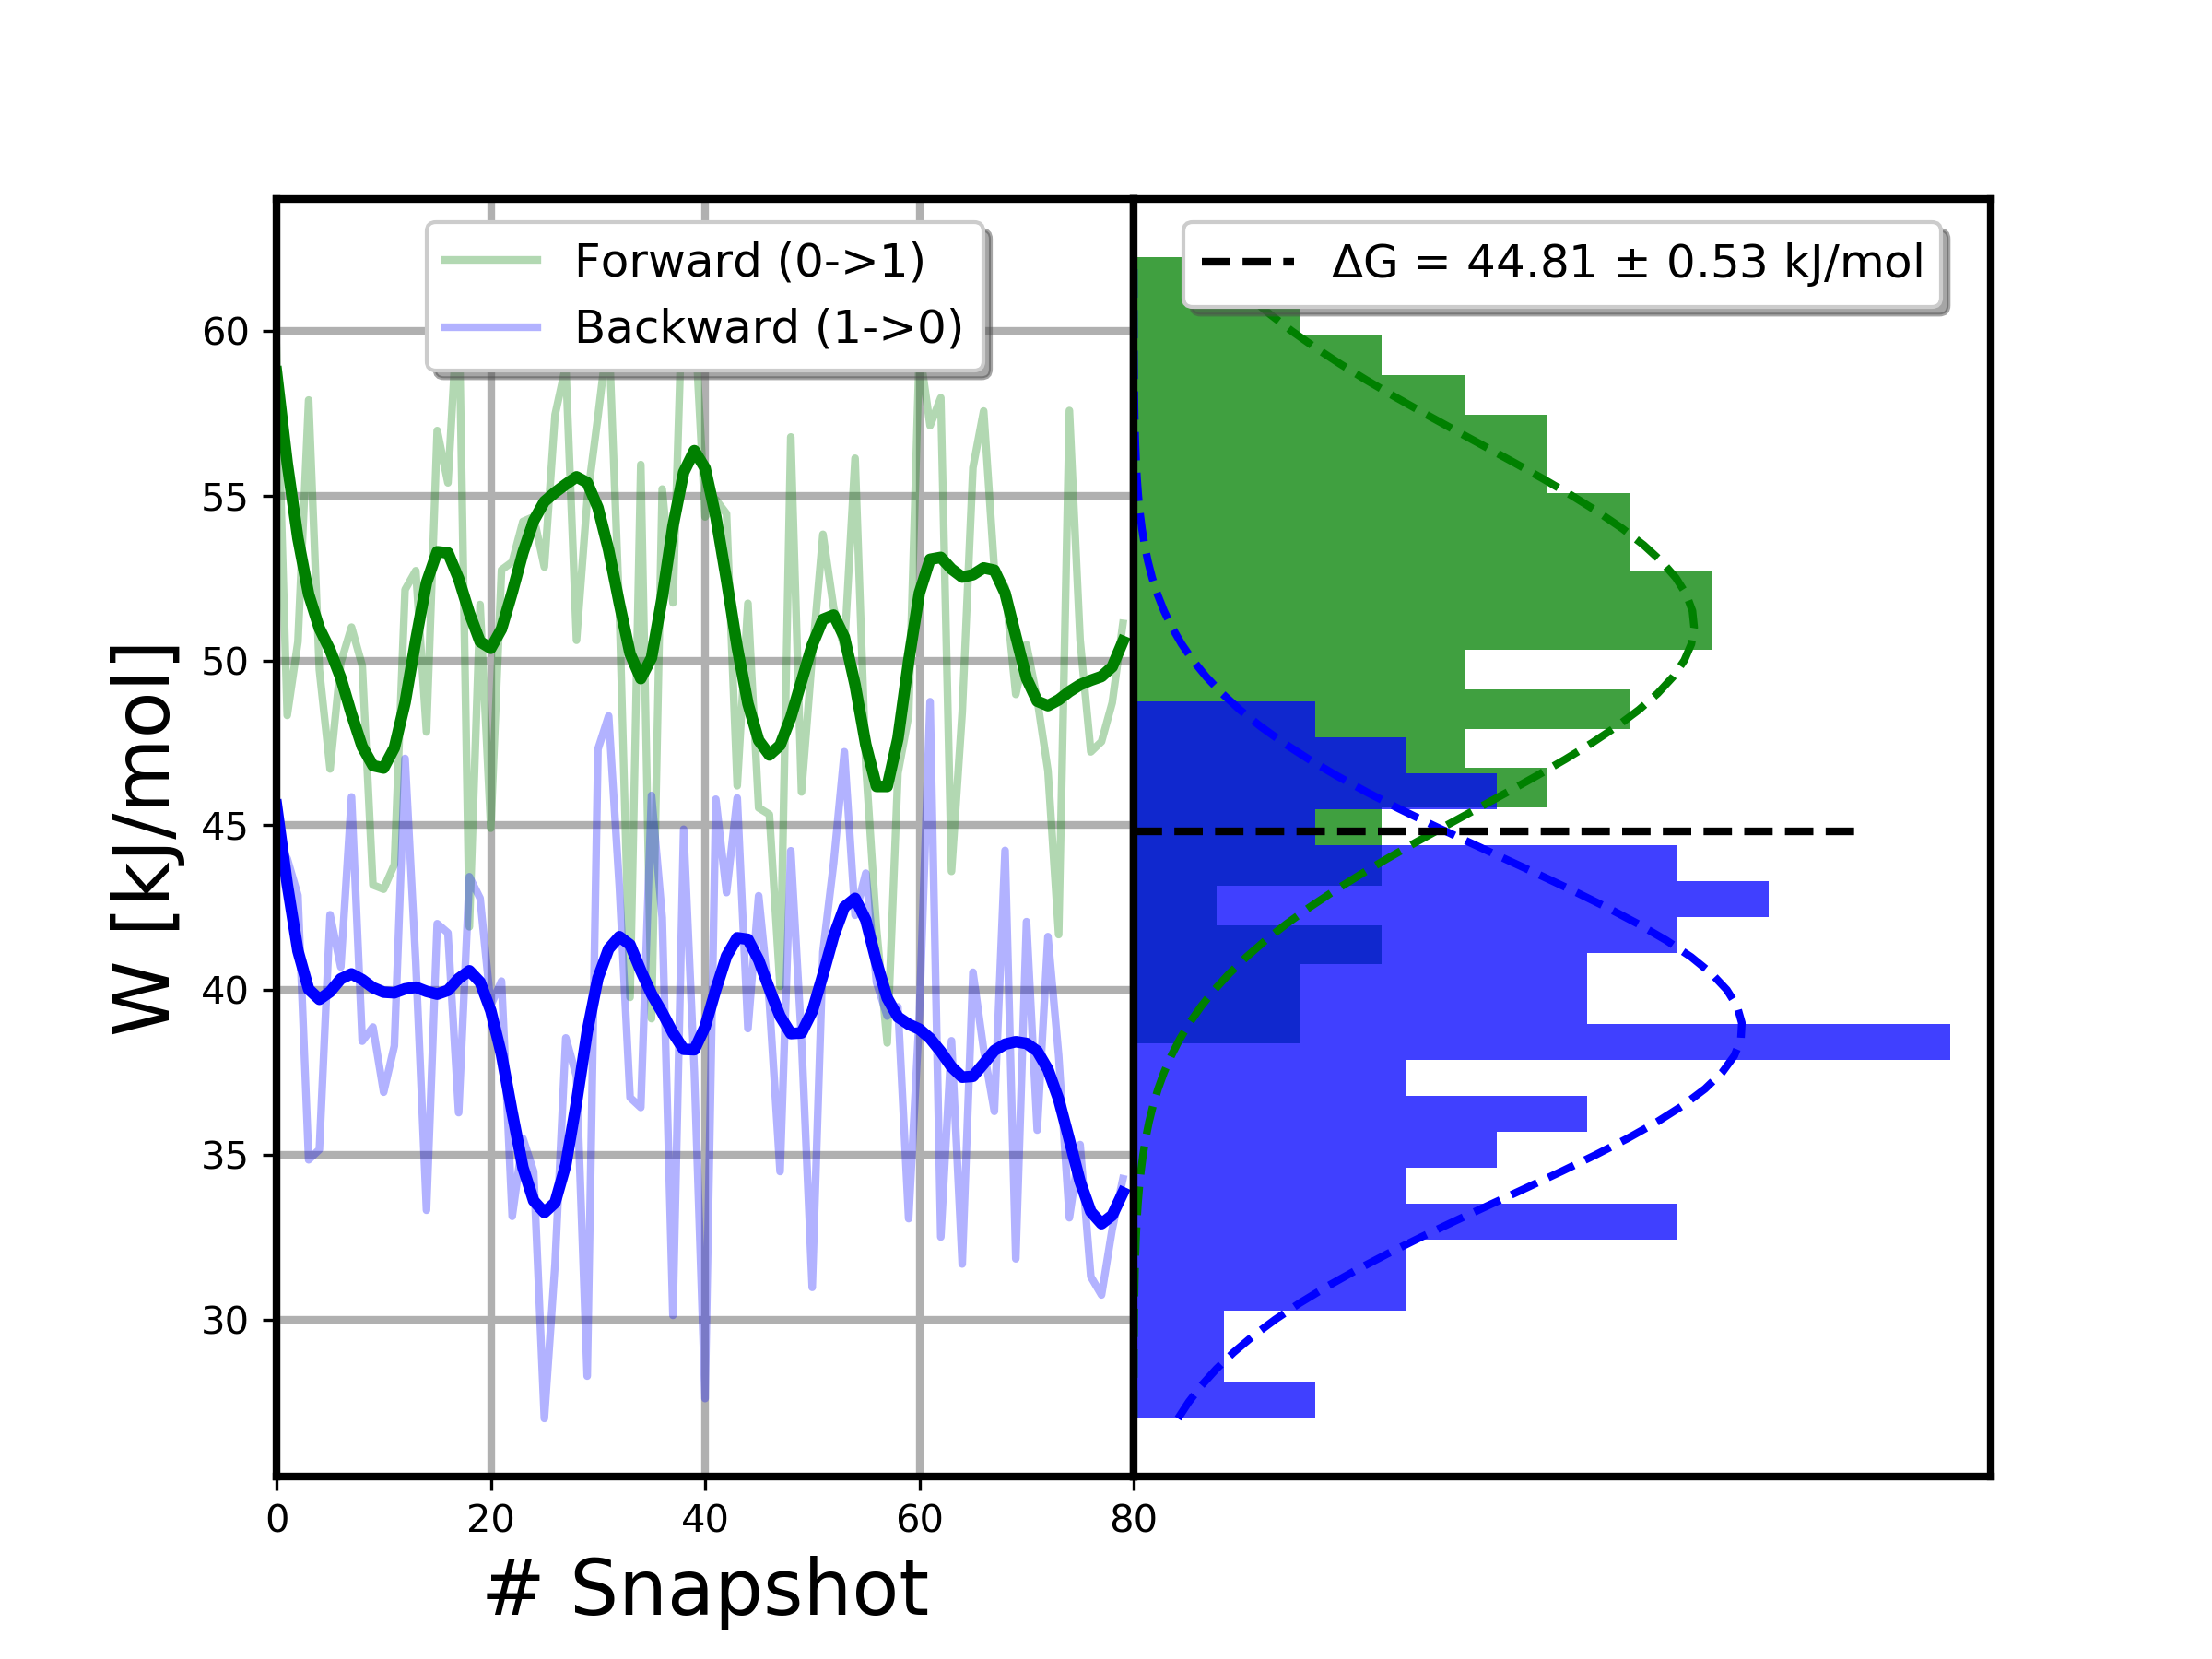 Forward (0->1)
Backward (1->0)
ΔG = 44.81 ± 0.53 kJ/mol
W [kJ/mol]
60
55
50
45
40
35
30
0 20 40 60 80
# Snapshot